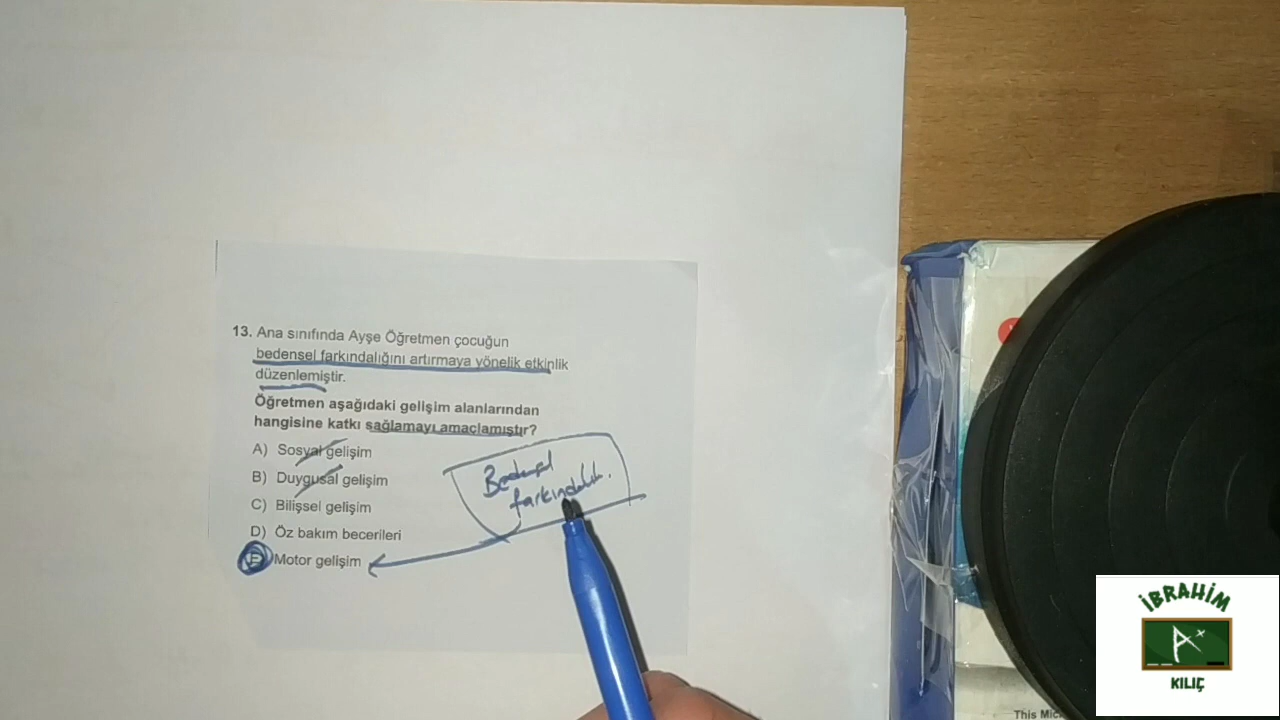 13. Ana sınıfında Ayşe Öğretmen çocuğun
bedensel farkındalığını artırmaya yönelik etkinlik
düzenlemiştir.
Öğretmen aşağıdaki gelişim alanlarından
hangisine katkı sağlamayı amaçlamıştır?
A) Sosyal gelişim
B) Duygusal gelişim
C) Bilişsel gelişim
D) Öz bakım becerileri
E) Motor gelişim
Bedensel
farkındalık.
İBRAHİM
A+
KILIÇ
This